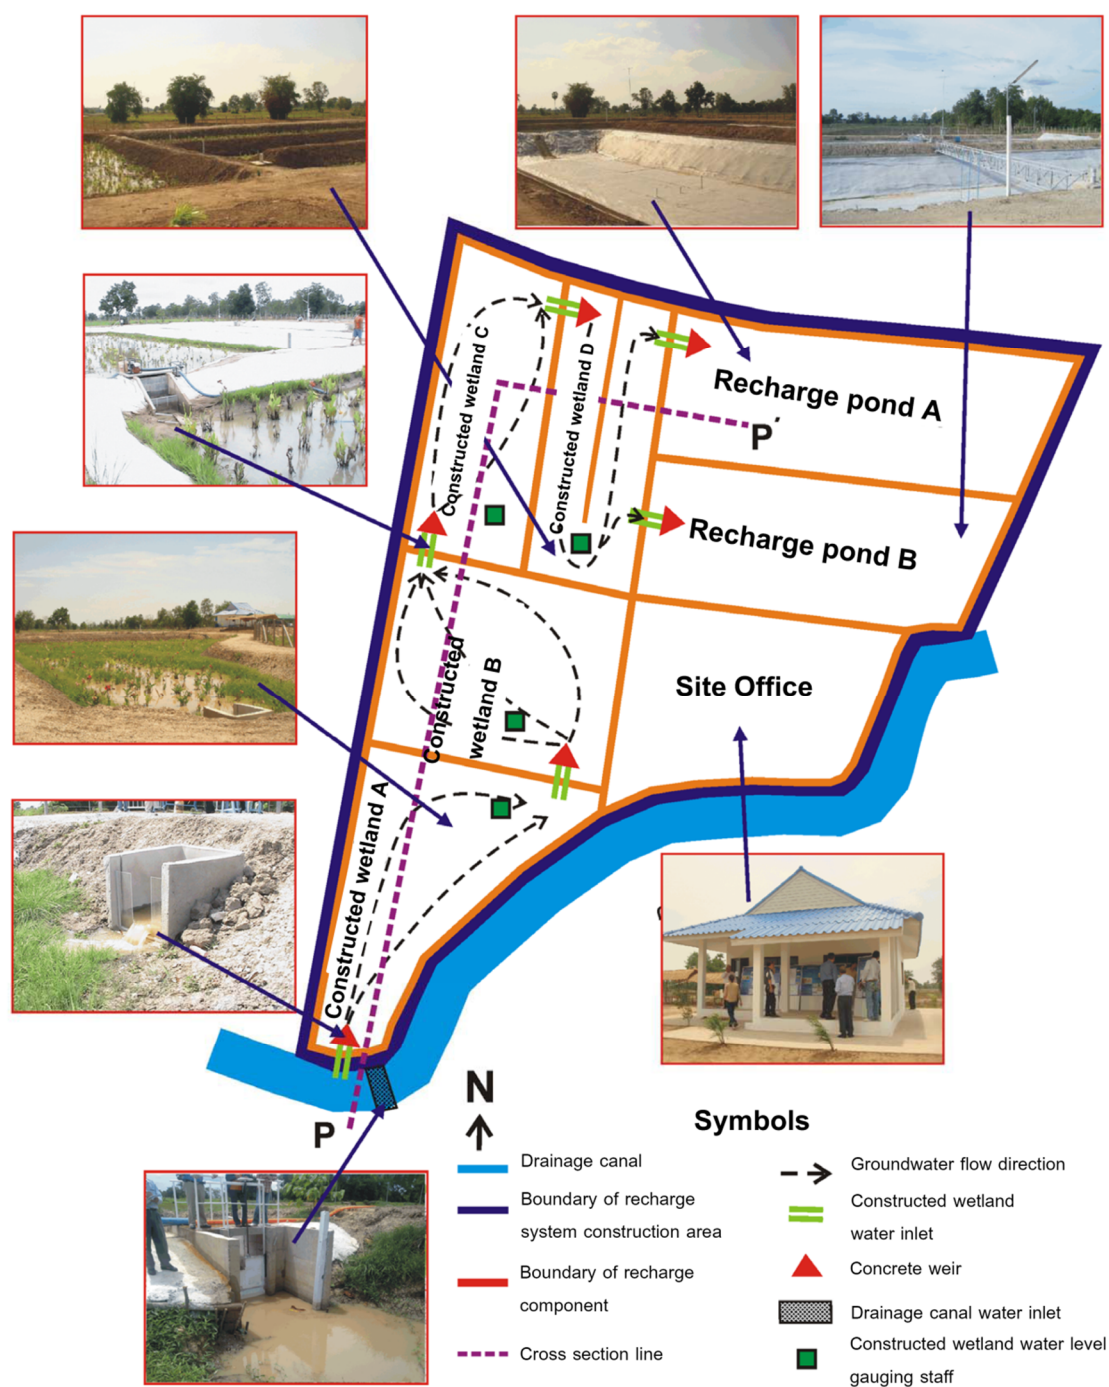 Constructed wetland C
Constructed wetland D
Recharge pond A
P'
Recharge pond B
Constructed
wetland B
Site Office
Constructed wetland A
P
N
Symbols
Drainage canal
Boundary of recharge
system construction area
Boundary of recharge
component
Cross section line
Groundwater flow direction
Constructed wetland
water inlet
Concrete weir
Drainage canal water inlet
Constructed wetland water level
gauging staff